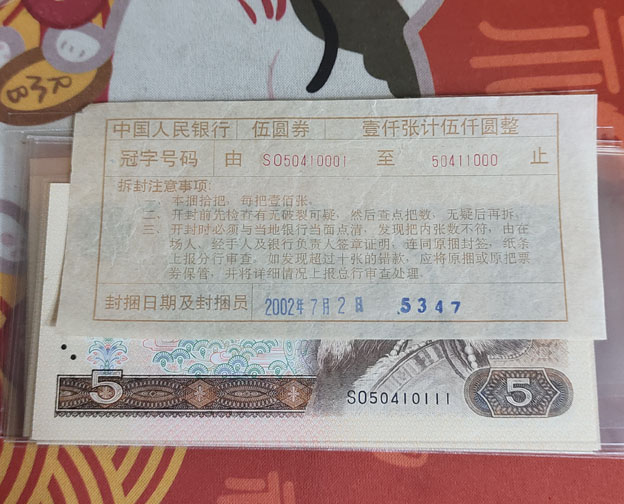 中国人民银行 伍圆券 壹仟张计伍仟圆整
冠字号码 由 SO50410001 至 50411000 止
拆封注意事项:
一、本捆拾把,每把壹佰张。
二、开封前先检查有无破裂可疑,然后查点把数,无疑后再拆。
三、开封时必须与当地银行当面点清,发现把内张数不符,由在
场人、经手人及银行负责人签章证明,连同原捆封签,纸条
上报分行审查。如发现超过十张的错款,应将原捆或原把票
券保管,并将详细情况上报总行审查处理。
封捆日期及封捆员 2002年7月2日 5347
5 SO50410111 5